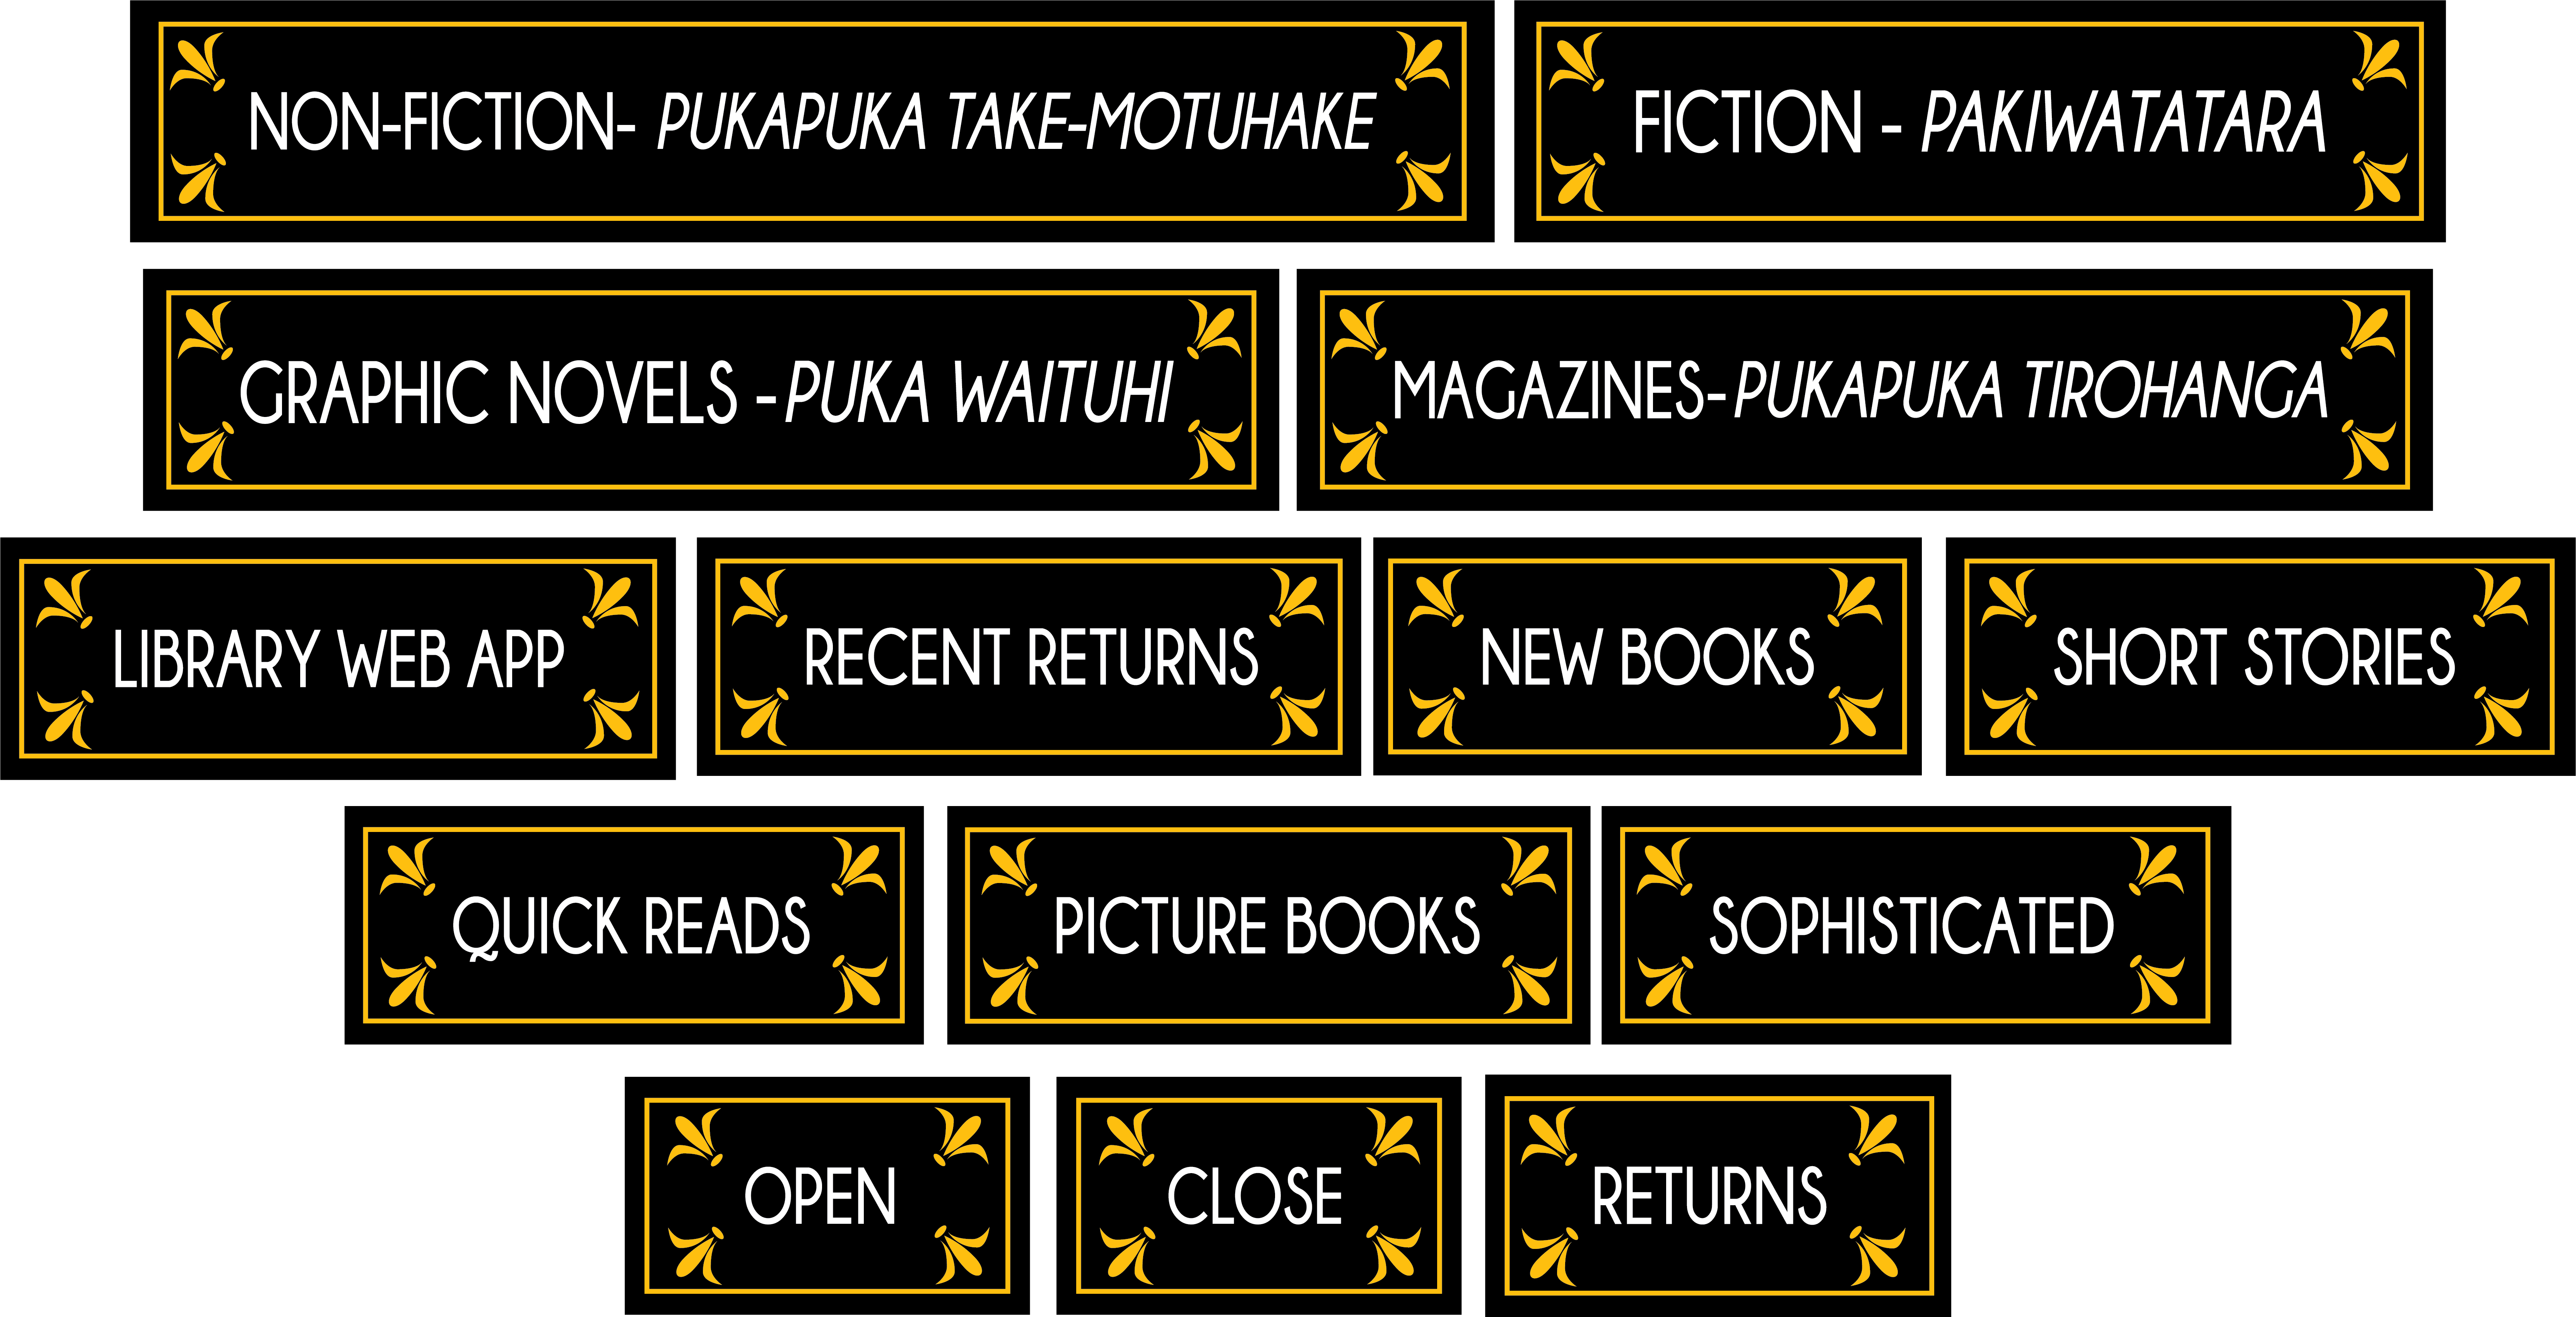 NON-FICTION- PUKAPUKA TAKE-MOTUHAKE
FICTION - PAKIWATATARA
GRAPHIC NOVELS -PUKA WAITUHI
MAGAZINES-PUKAPUKA TIROHANGA
LIBRARY WEB APP
RECENT RETURNS
NEW BOOKS
SHORT STORIES
QUICK READS
PICTURE BOOKS
SOPHISTICATED
OPEN
CLOSE
RETURNS